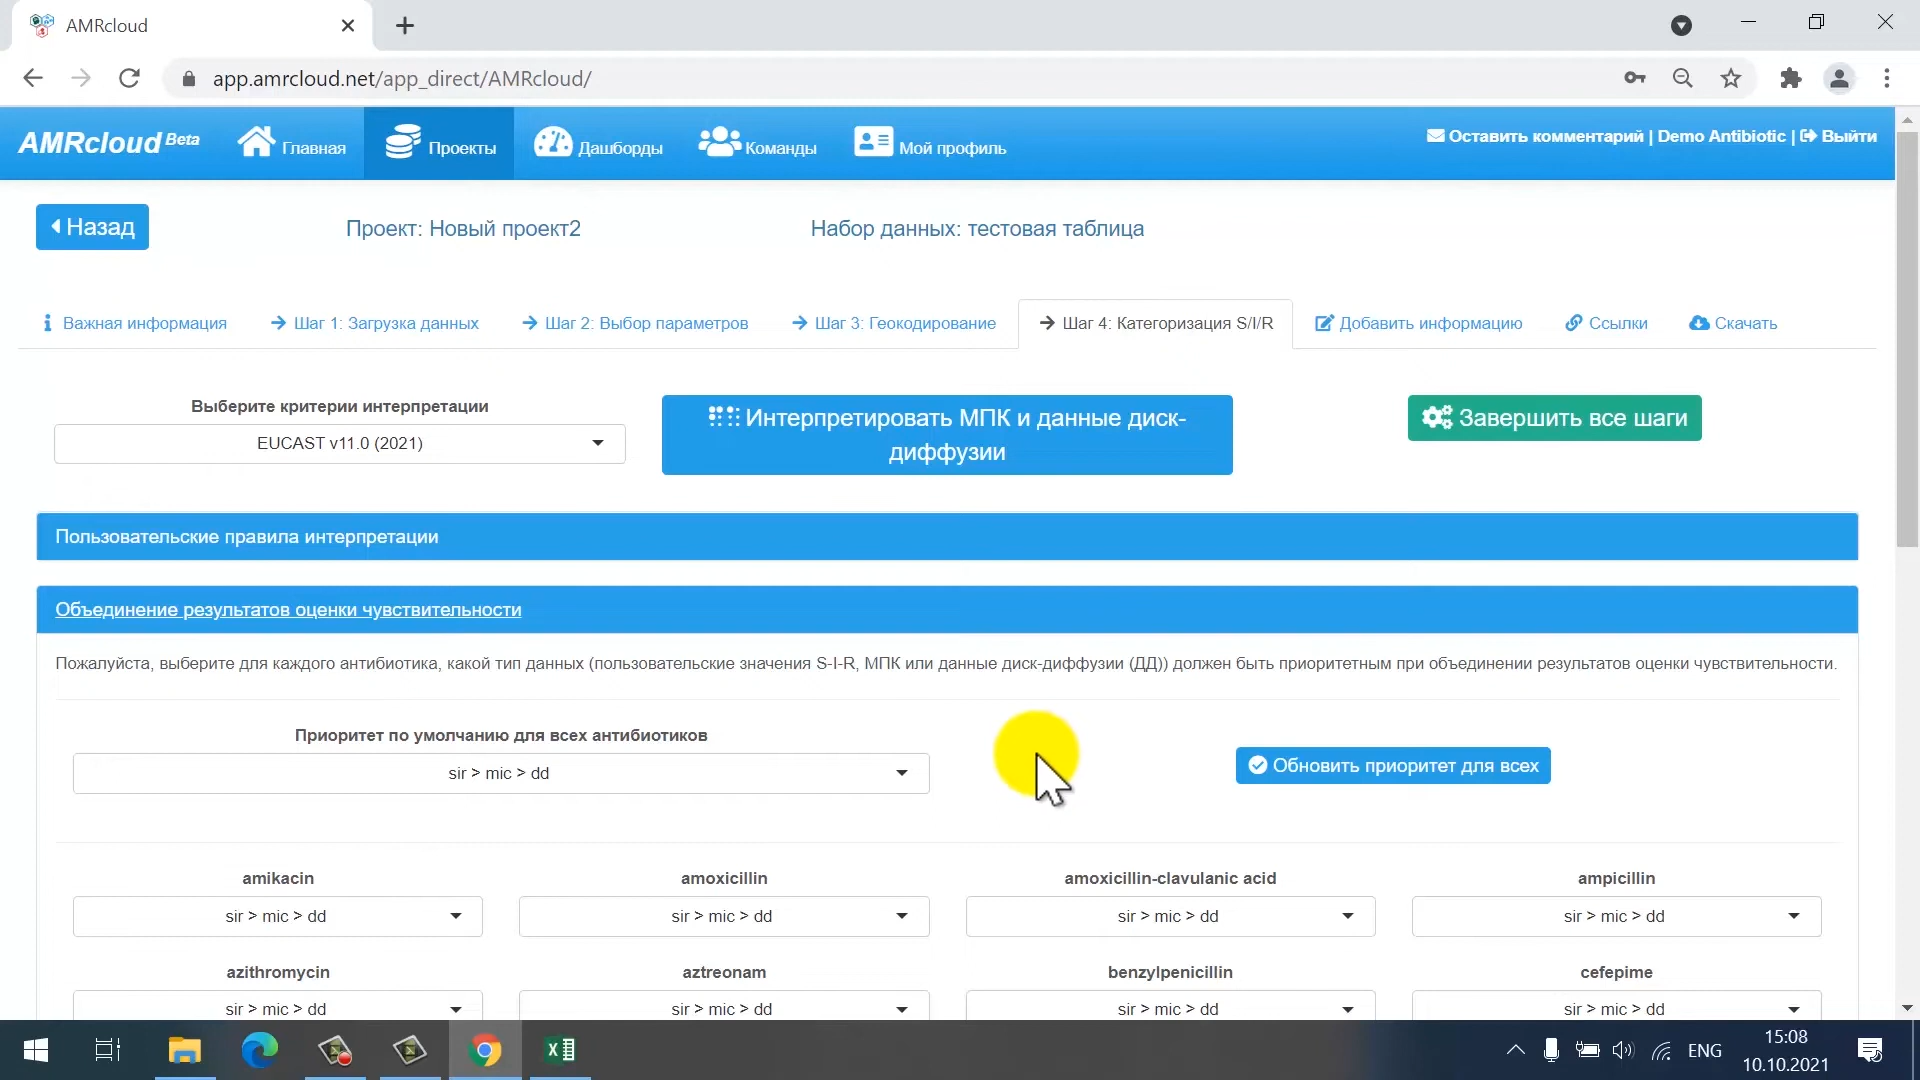 AMRcloud
app.amrcloud.net/app_direct/AMRcloud/
AMRcloud Beta
Главная
Проекты
Дашборды
Команды
Мой профиль
Оставить комментарий | Demo Antibiotic | Выйти
Назад
Проект: Новый проект2
Набор данных: тестовая таблица
Важная информация
Шаг 1: Загрузка данных
Шаг 2: Выбор параметров
Шаг 3: Геокодирование
Шаг 4: Категоризация S/I/R
Добавить информацию
Ссылки
Скачать
Выберите критерии интерпретации
EUCAST v11.0 (2021)
Интерпретировать МПК и данные диск-
диффузии
Завершить все шаги
Пользовательские правила интерпретации
Объединение результатов оценки чувствительности
Пожалуйста, выберите для каждого антибиотика, какой тип данных (пользовательские значения S-I-R, МПК или данные диск-диффузии (ДД)) должен быть приоритетным при объединении результатов оценки чувствительности.
Приоритет по умолчанию для всех антибиотиков
sir > mic > dd
Обновить приоритет для всех
amikacin
amoxicillin
amoxicillin-clavulanic acid
ampicillin
sir > mic > dd
sir > mic > dd
sir > mic > dd
sir > mic > dd
azithromycin
aztreonam
benzylpenicillin
cefepime
sir > mic > dd
sir > mic > dd
sir > mic > dd
sir > mic > dd
ENG
15:08
10.10.2021